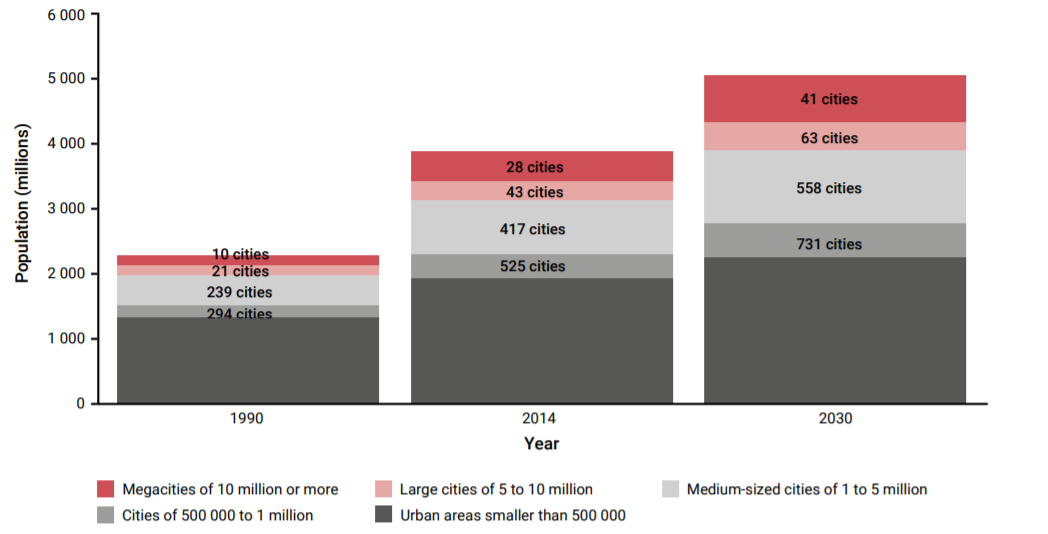 6 000
5 000
4 000
3 000
2 000
1 000
0
Population (millions)
10 cities
21 cities
239 cities
294 cities
28 cities
43 cities
417 cities
525 cities
41 cities
63 cities
558 cities
731 cities
1990 2014 2030
Year
Megacities of 10 million or more Large cities of 5 to 10 million Medium-sized cities of 1 to 5 million
Cities of 500 000 to 1 million Urban areas smaller than 500 000